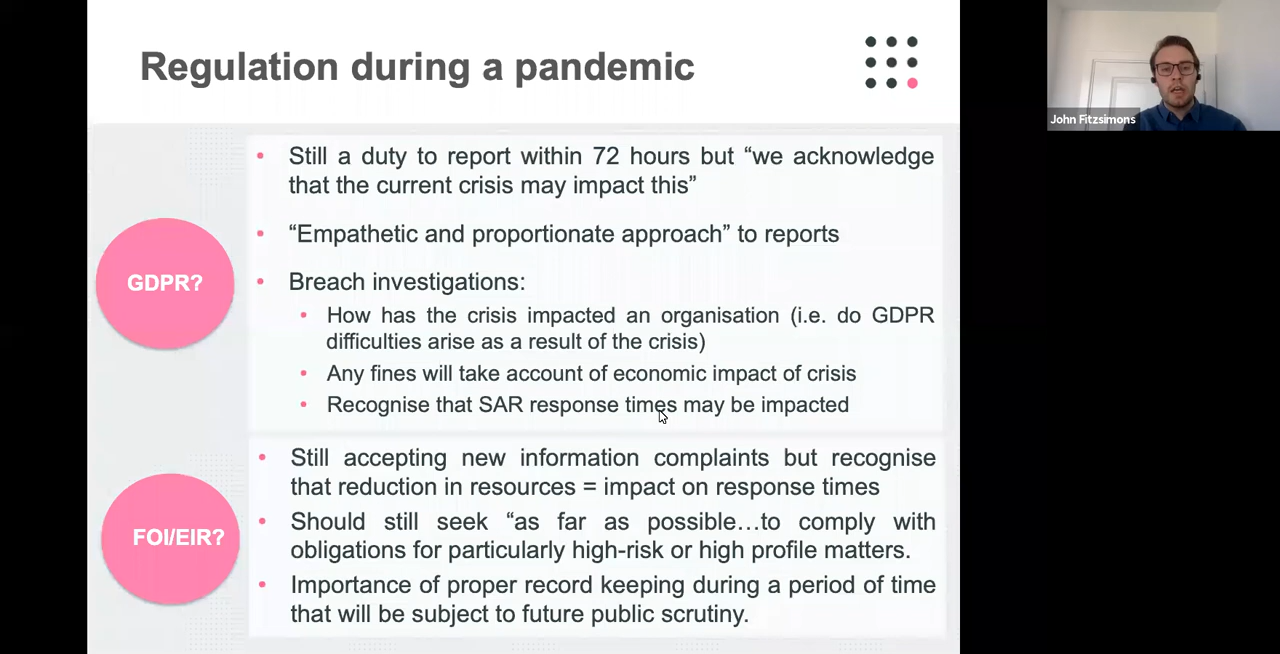 Regulation during a pandemic
John Fitzsimons
GDPR?
• Still a duty to report within 72 hours but “we acknowledge
that the current crisis may impact this”
• “Empathetic and proportionate approach” to reports
• Breach investigations:
• How has the crisis impacted an organisation (i.e. do GDPR
difficulties arise as a result of the crisis)
• Any fines will take account of economic impact of crisis
• Recognise that SAR response times may be impacted
FOI/EIR?
• Still accepting new information complaints but recognise
that reduction in resources = impact on response times
• Should still seek “as far as possible…to comply with
obligations for particularly high-risk or high profile matters.
• Importance of proper record keeping during a period of time
that will be subject to future public scrutiny.